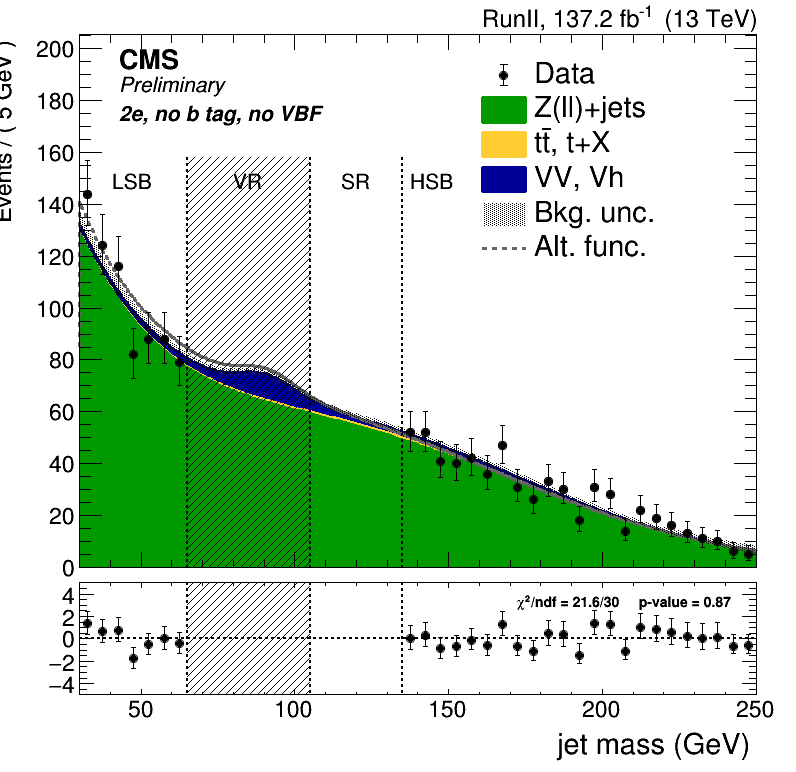 RunII, 137.2 fb⁻¹ (13 TeV)
CMS
Preliminary
2e, no b tag, no VBF
Data
Z(ll)+jets
tt̄, t+X
VV, Vh
Bkg. unc.
Alt. func.
LSB VR SR HSB
Events / ( 5 GeV )
200
180
160
140
120
100
80
60
40
20
0
χ²/ndf = 21.6/30 p-value = 0.87
4
2
0
−2
−4
50 100 150 200 250
jet mass (GeV)